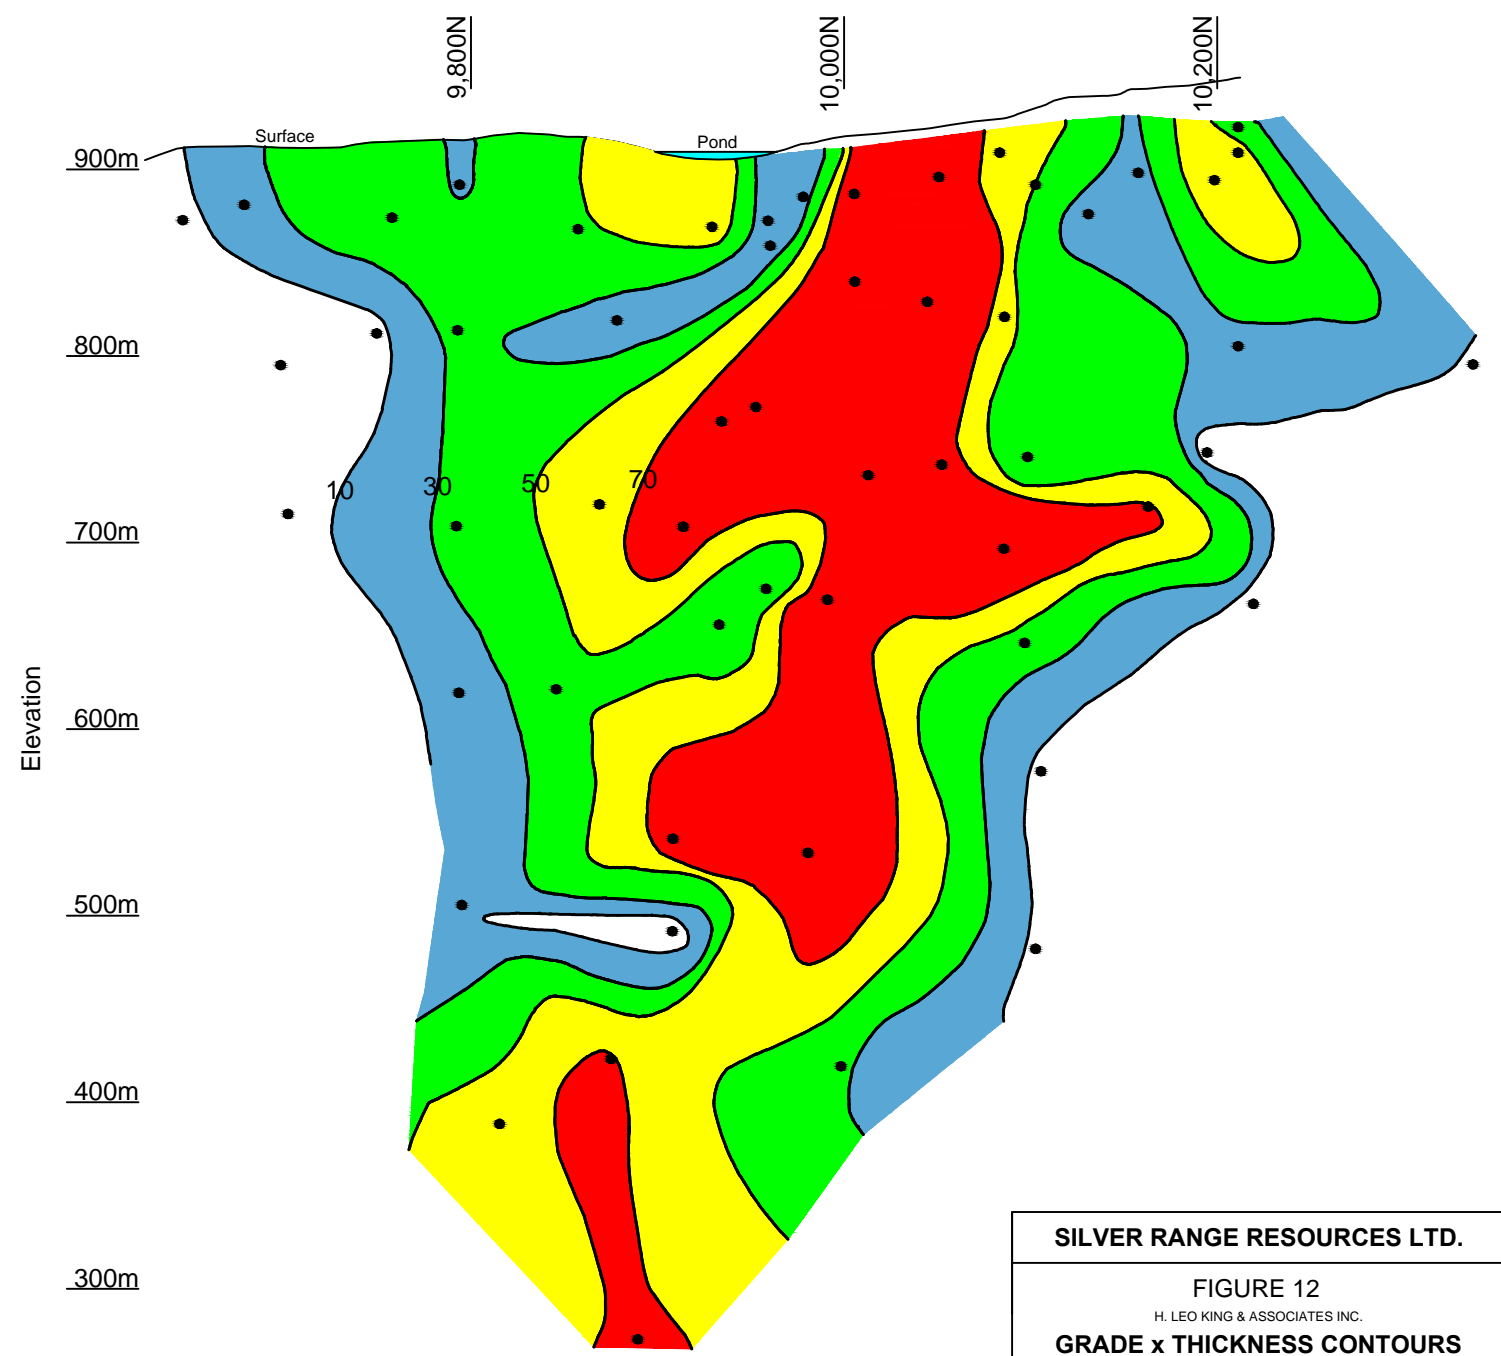 9,800N
10,000N
10,200N
Surface
Pond
900m
800m
10
30
50
70
700m
Elevation
600m
500m
400m
300m
SILVER RANGE RESOURCES LTD.
FIGURE 12
H. LEO KING & ASSOCIATES INC.
GRADE x THICKNESS CONTOURS